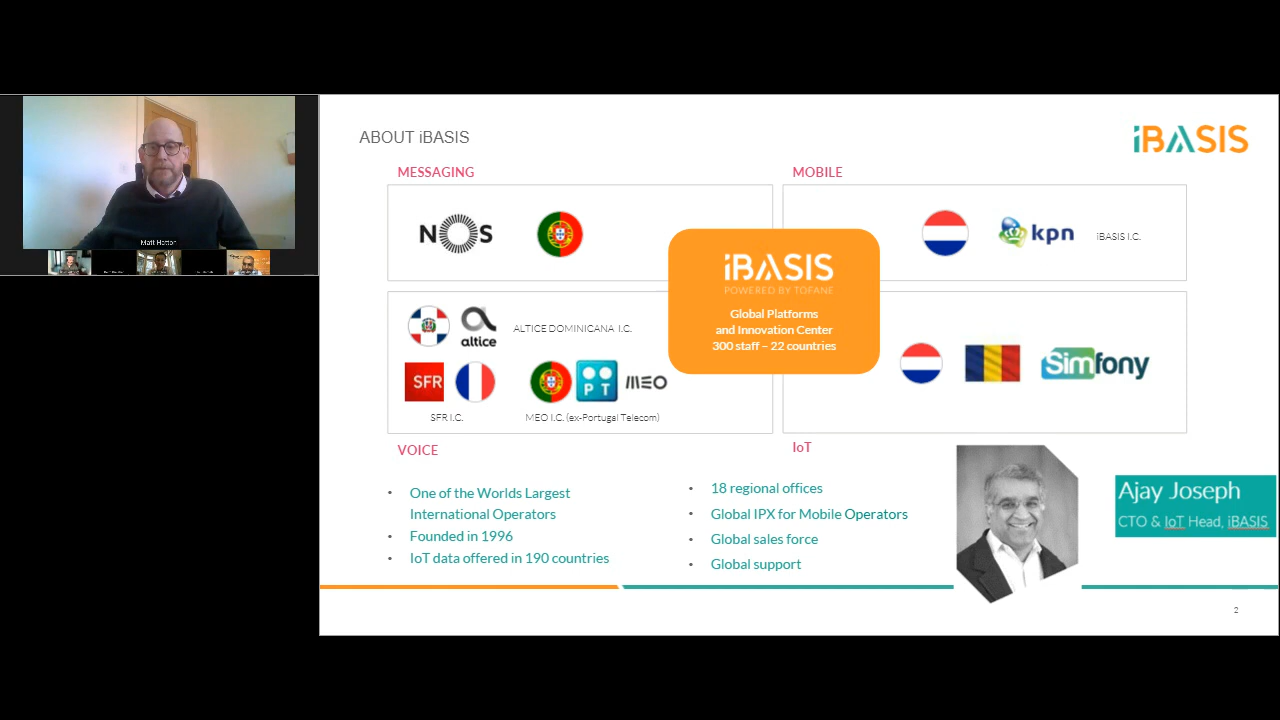 Matt Hatton
ABOUT iBASIS
iBASIS
MESSAGING
MOBILE
NOS
kpn
iBASIS I.C.
iBASIS
POWERED BY TOFANE
Global Platforms
and Innovation Center
300 staff – 22 countries
altice
ALTICE DOMINICANA I.C.
SFR
PT
MEO
SFR I.C.
MEO I.C. (ex-Portugal Telecom)
Simfony
VOICE
IoT
• One of the Worlds Largest
International Operators
• Founded in 1996
• IoT data offered in 190 countries
• 18 regional offices
• Global IPX for Mobile Operators
• Global sales force
• Global support
Ajay Joseph
CTO & IoT Head, iBASIS
2